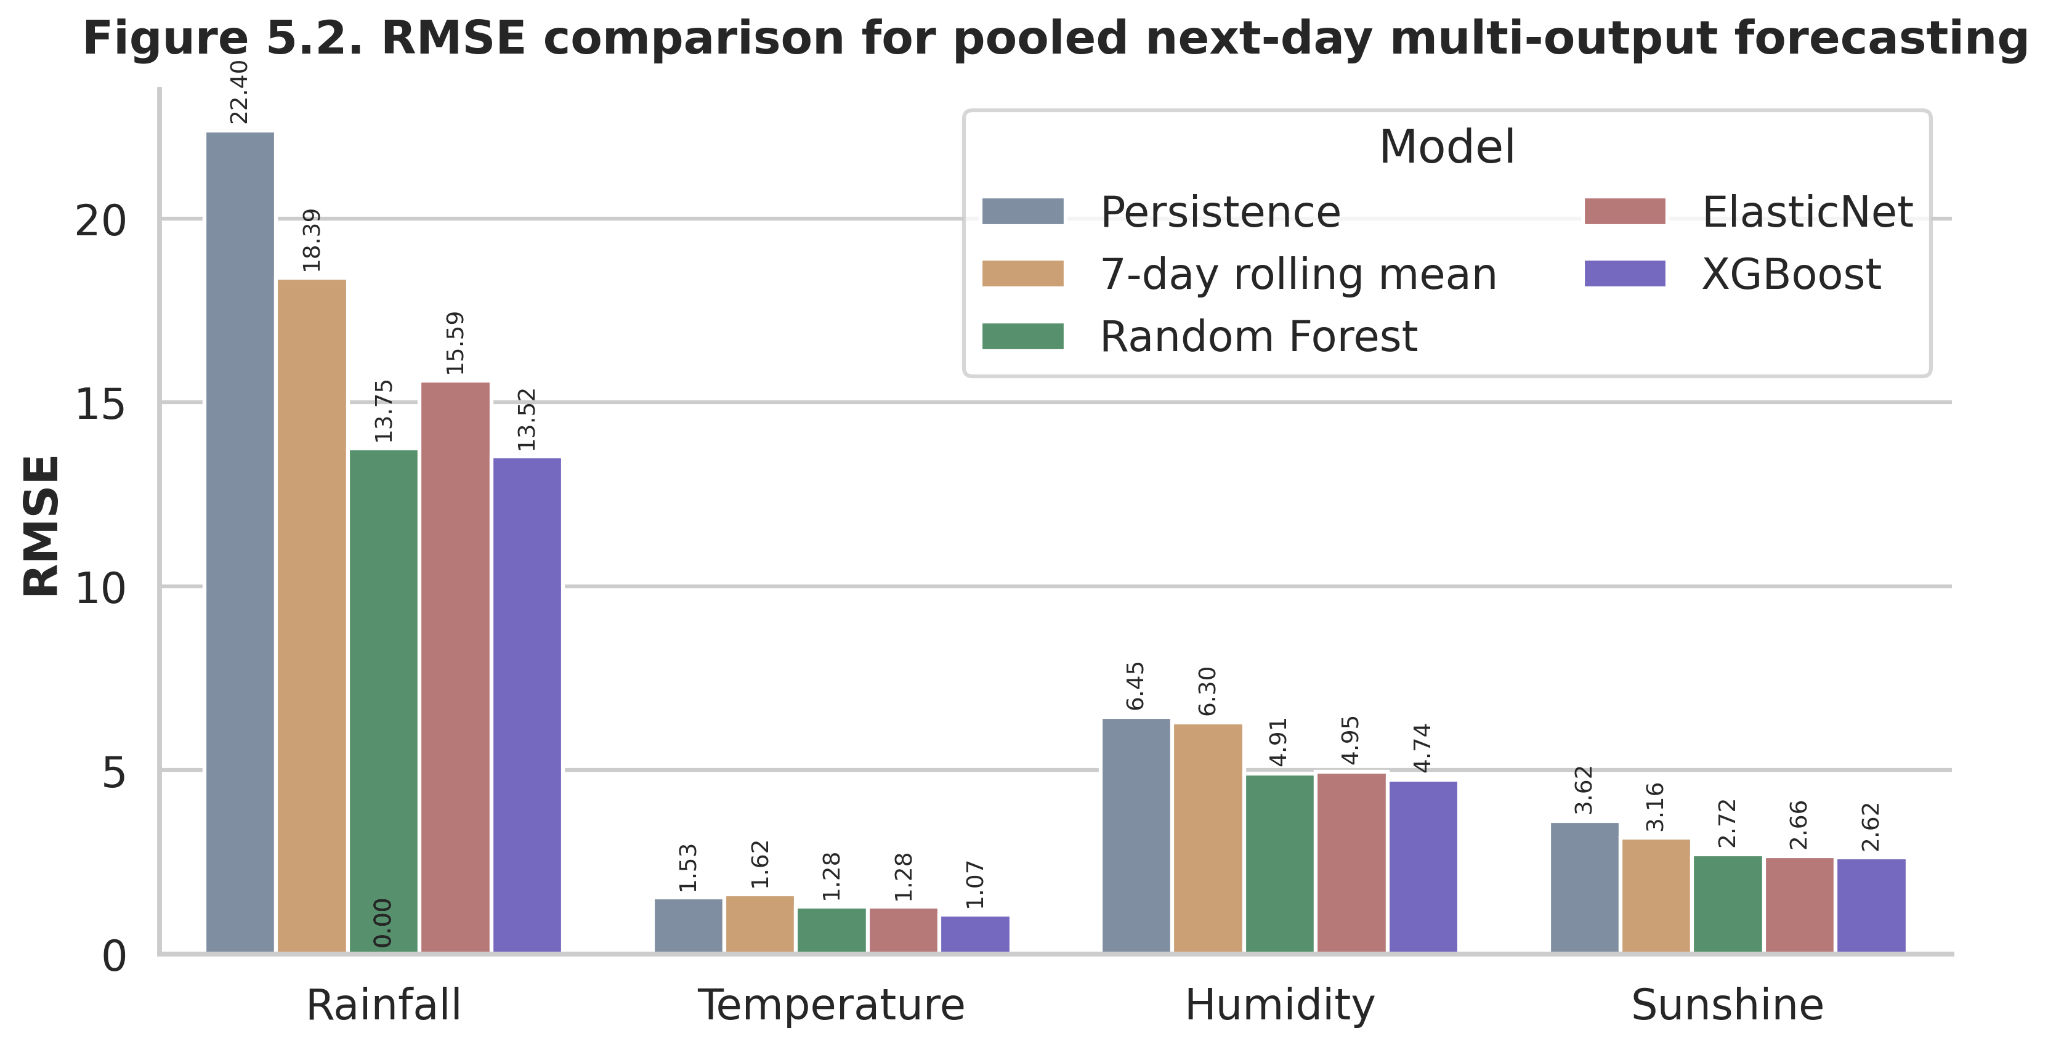 Figure 5.2. RMSE comparison for pooled next-day multi-output forecasting
Model
Persistence
7-day rolling mean
Random Forest
ElasticNet
XGBoost
RMSE
20
15
10
5
0
22.40
18.39
13.75
0.00
15.59
13.52
1.53
1.62
1.28
1.28
1.07
6.45
6.30
4.91
4.95
4.74
3.62
3.16
2.72
2.66
2.62
Rainfall
Temperature
Humidity
Sunshine